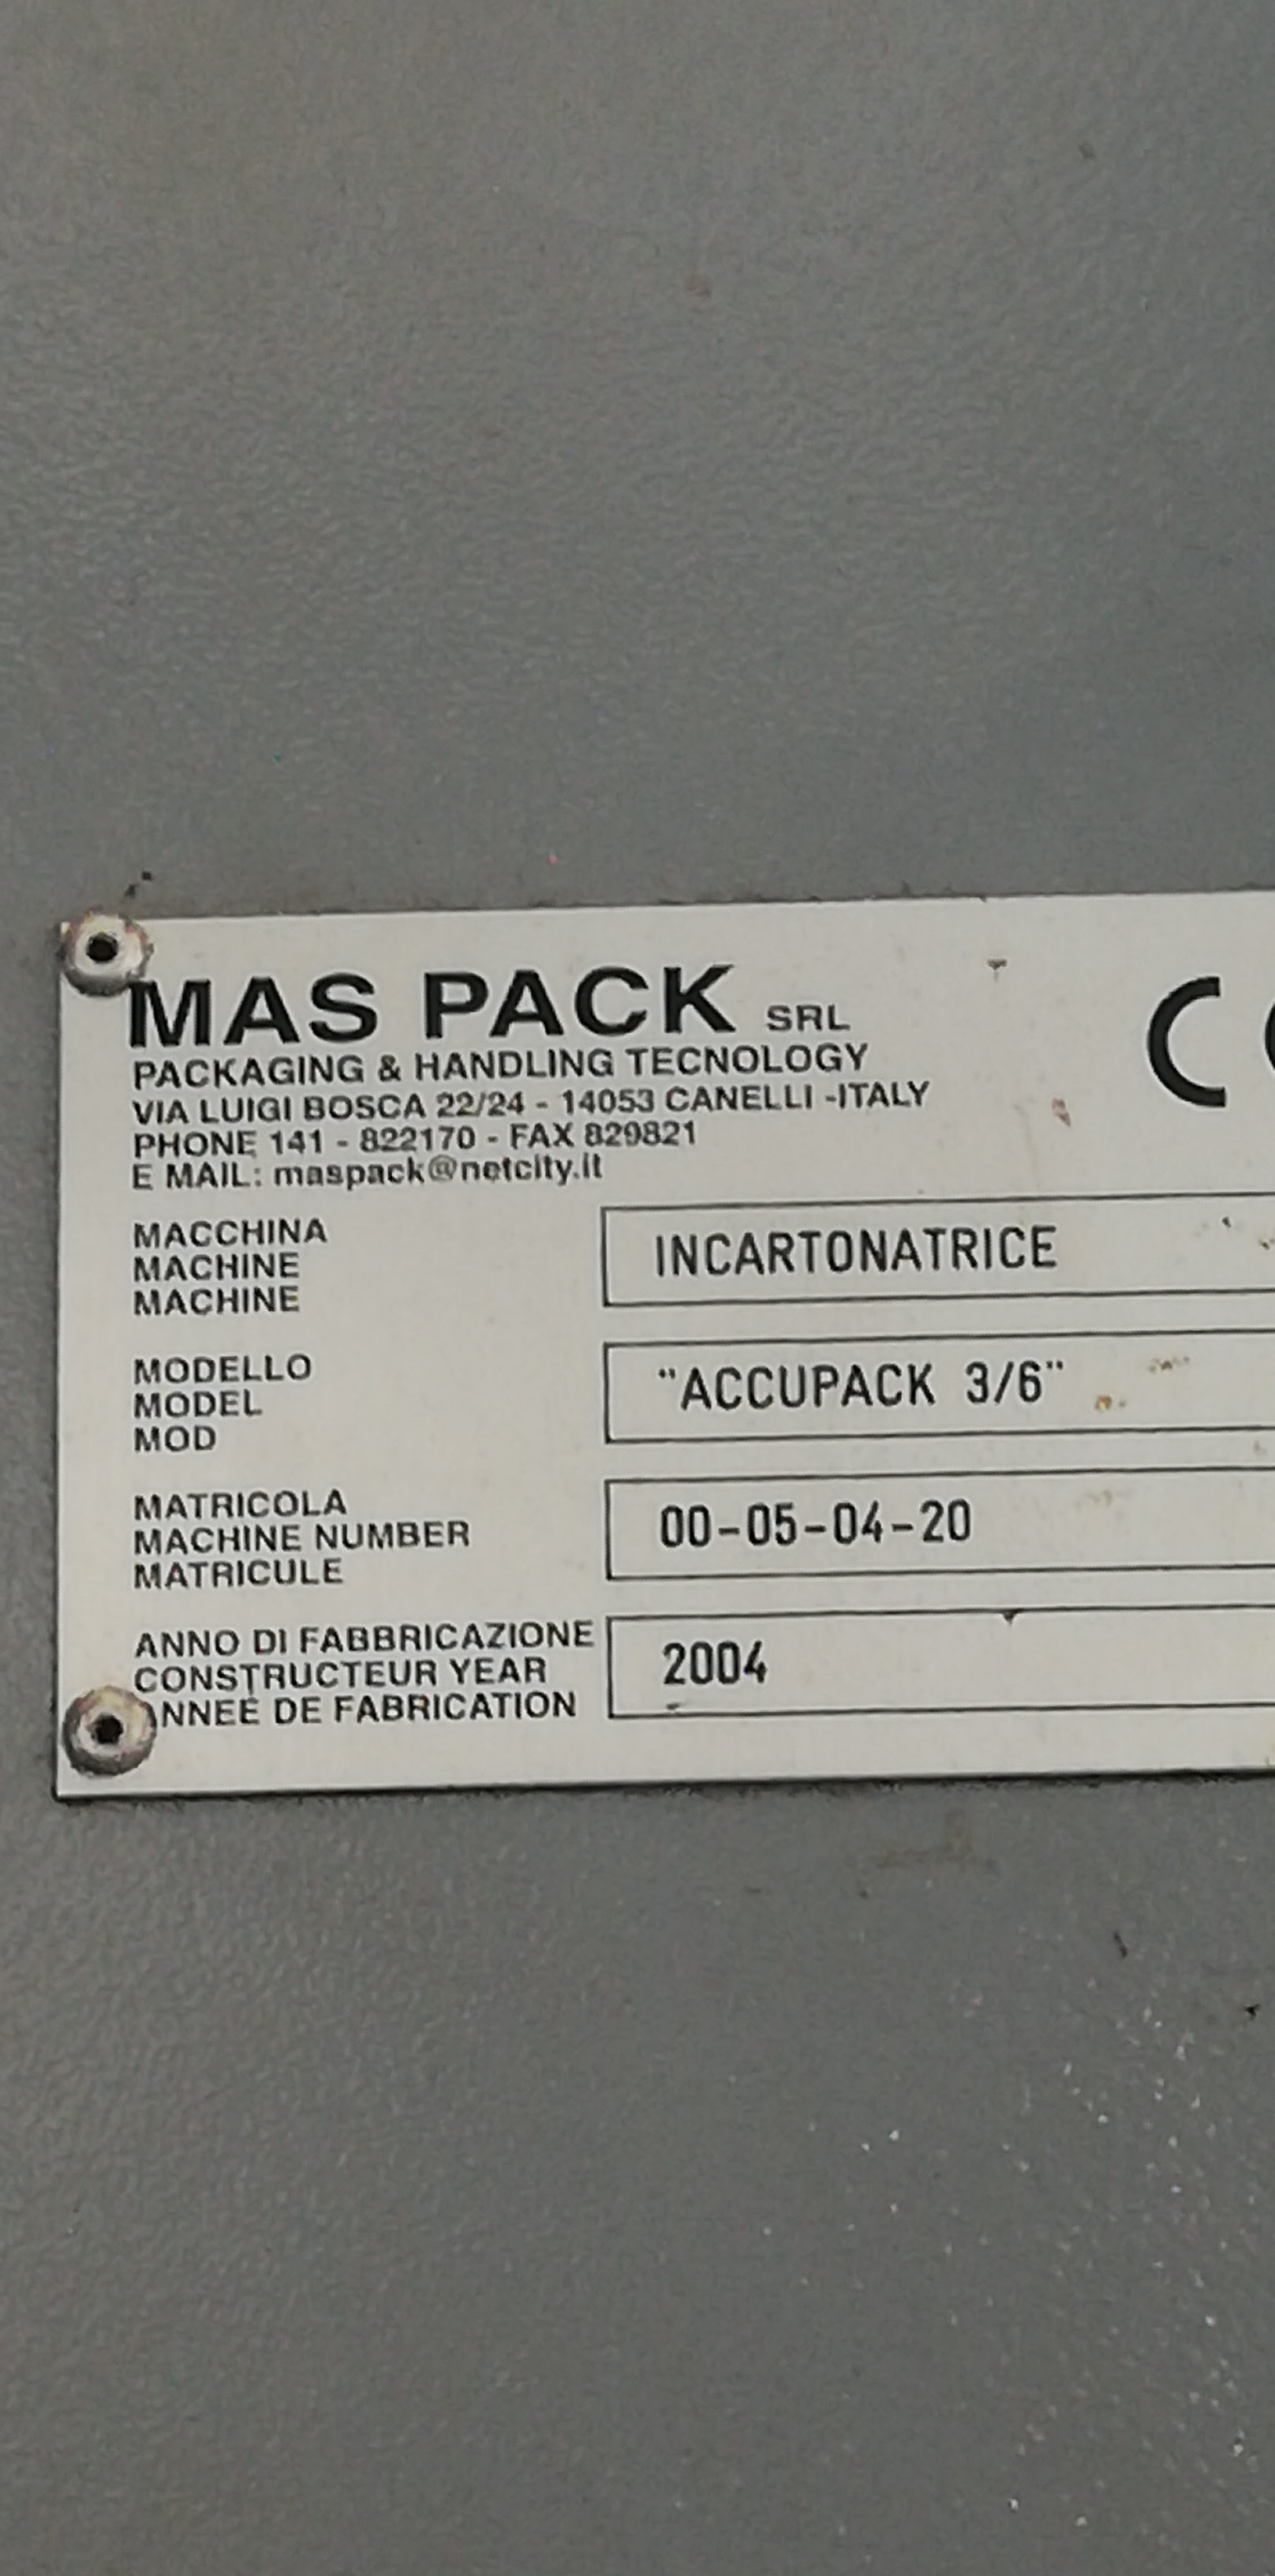 MAS PACK SRL
PACKAGING & HANDLING TECNOLOGY
VIA LUIGI BOSCA 22/24 - 14053 CANELLI -ITALY
PHONE 141 - 822170 - FAX 829821
E MAIL: maspack@netcity.it
MACCHINA
MACHINE
MACHINE
INCARTONATRICE
MODELLO
MODEL
MOD
"ACCUPACK 3/6"
MATRICOLA
MACHINE NUMBER
MATRICULE
00-05-04-20
ANNO DI FABBRICAZIONE
CONSTRUCTEUR YEAR
ANNEÉ DE FABRICATION
2004